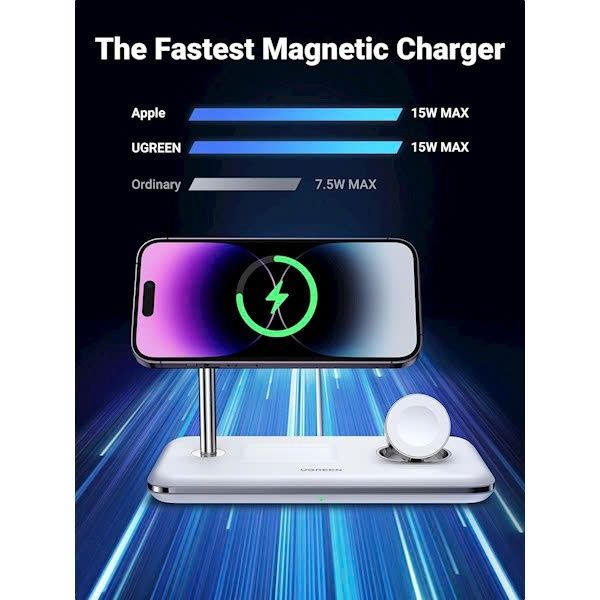 The Fastest Magnetic Charger
Apple 15W MAX
UGREEN 15W MAX
Ordinary 7.5W MAX
UGREEN